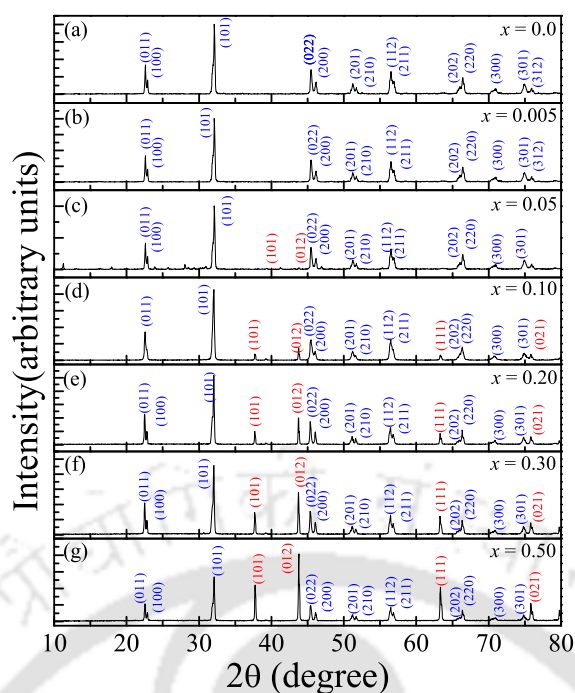 (a) (011) (100) (101) (022) (200) (201) (210) (112) (211) (202) (220) (300) (301) (312) x = 0.0
(b) (011) (100) (101) (022) (200) (201) (210) (112) (211) (202) (220) (300) (301) (312) x = 0.005
(c) (011) (100) (101) (101) (012) (022) (200) (201) (210) (112) (211) (202) (220) (300) (301) x = 0.05
(d) (011) (101) (101) (012) (022) (200) (201) (210) (112) (211) (111) (202) (220) (300) (301) (021) x = 0.10
(e) (011) (100) (101) (101) (012) (022) (200) (201) (210) (112) (211) (111) (202) (220) (300) (301) (021) x = 0.20
(f) (011) (100) (101) (101) (012) (022) (200) (201) (210) (112) (211) (111) (202) (220) (300) (301) (021) x = 0.30
(g) (011) (100) (101) (101) (012) (022) (200) (201) (210) (112) (211) (111) (202) (220) (300) (301) (021) x = 0.50
Intensity(arbitrary units)
10 20 30 40 50 60 70 80
2θ (degree)